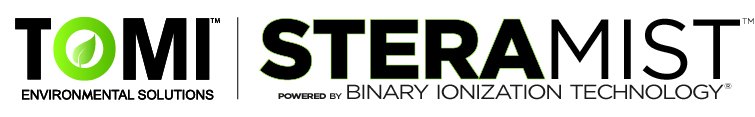 TOMI™
ENVIRONMENTAL SOLUTIONS
STERAMIST™
POWERED BY BINARY IONIZATION TECHNOLOGY®